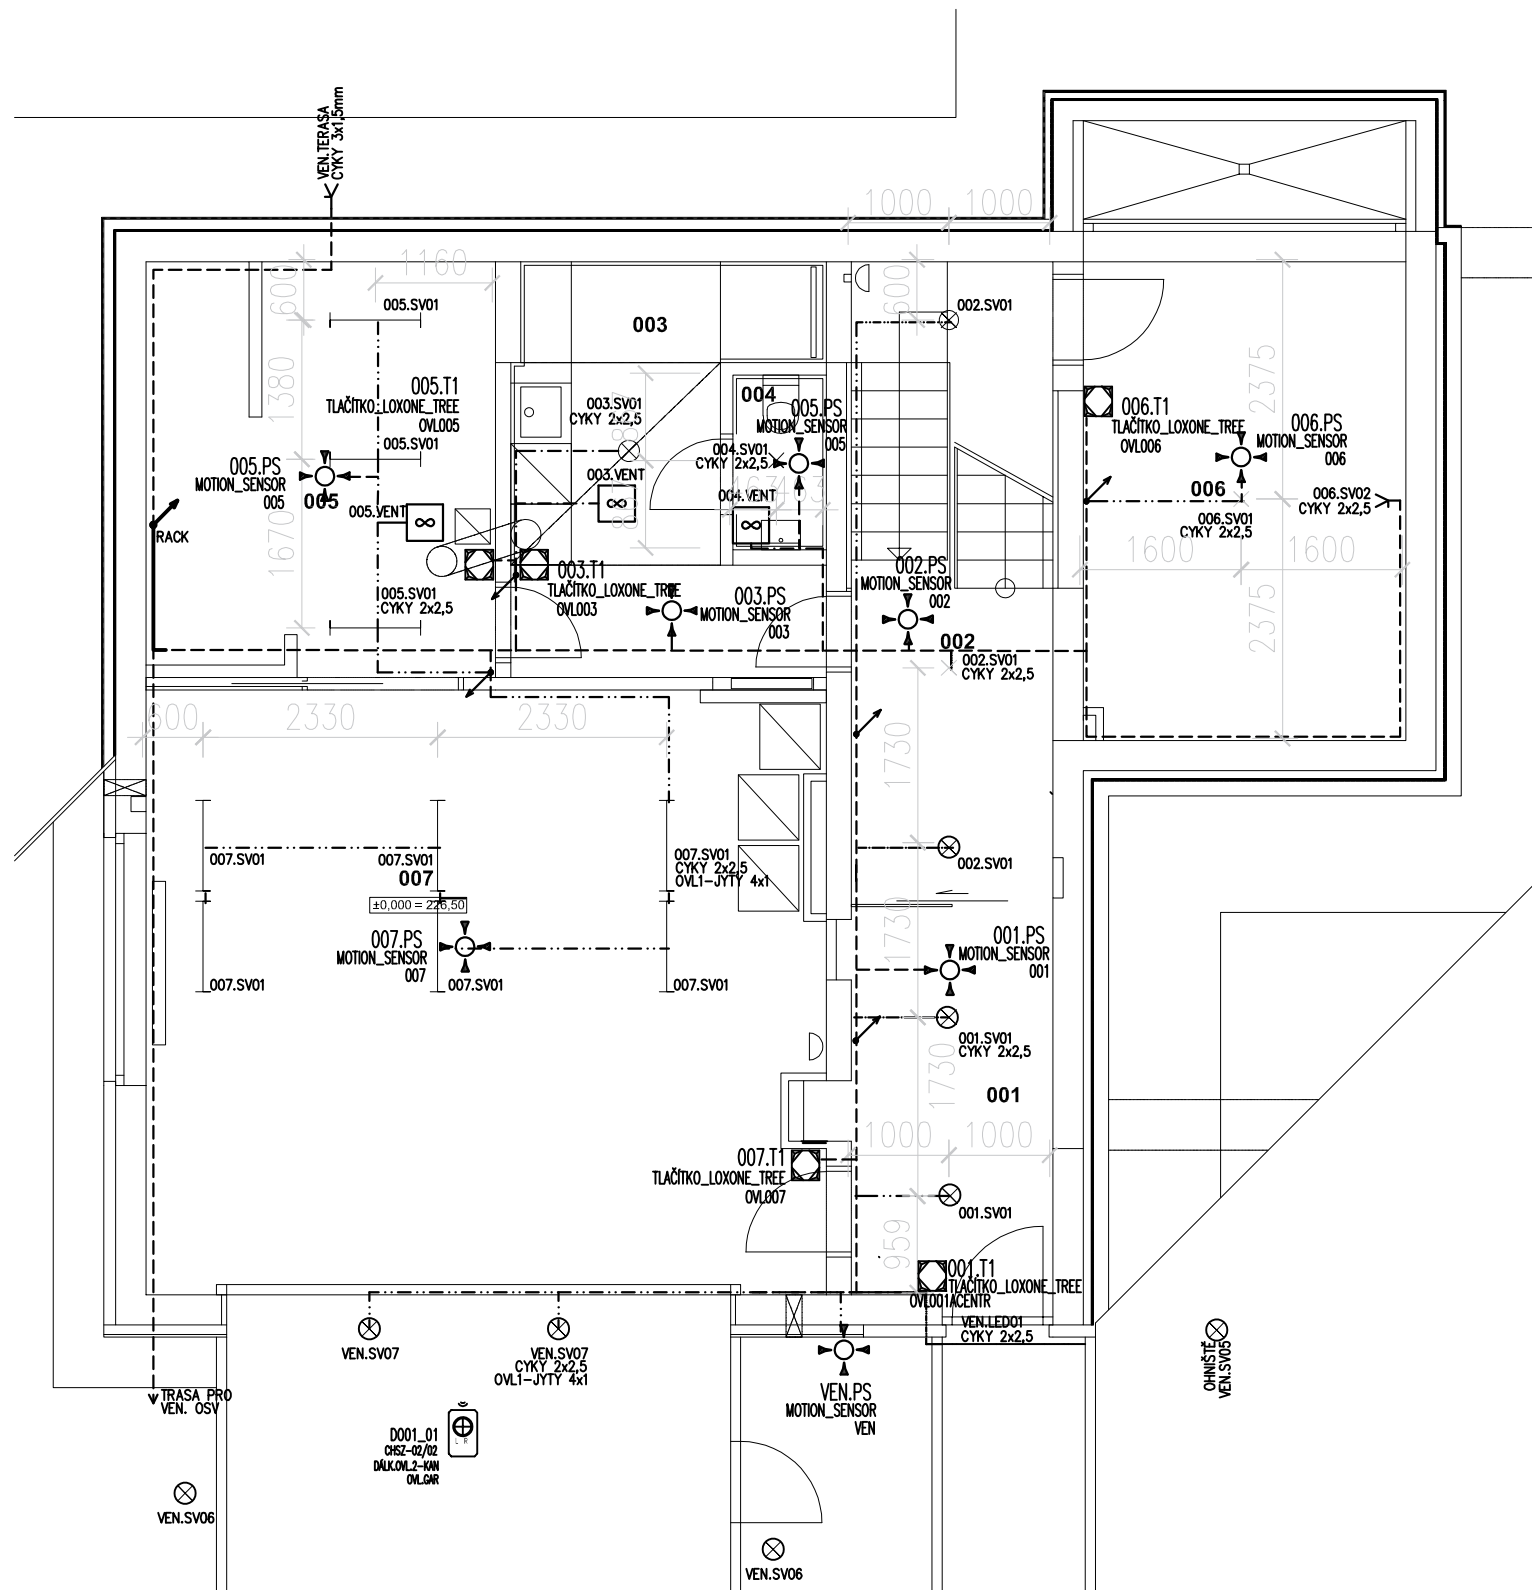 VEN.TERASA
CYKY 3x1,5mm
1000
1000
600
1160
005.SV01
003
600
002.SV01
1380
005.T1
TLAČÍTKO_LOXONE_TREE
OVL005
003.SV01
CYKY 2x2,5
004
005.PS
MOTION_SENSOR
005
2375
006.T1
TLAČÍTKO_LOXONE_TREE
OVL006
006.PS
MOTION_SENSOR
006
005.SV01
004.SV01
CYKY 2x2,5
005.PS
MOTION_SENSOR
005
005
003.VENT
004.VENT
006
006.SV02
CYKY 2x2,5
005.VENT
8
8
8
006.SV01
CYKY 2x2,5
RACK
1670
1600
1600
003.T1
TLAČÍTKO_LOXONE_TREE
OVL003
002.PS
MOTION_SENSOR
002
005.SV01
CYKY 2x2,5
003.PS
MOTION_SENSOR
003
2375
002
002.SV01
CYKY 2x2,5
600
2330
2330
1730
007.SV01
007.SV01
007.SV01
CYKY 2x2,5
OVL1-JYTY 4x1
002.SV01
007
±0,000 = 226,50
1730
007.PS
MOTION_SENSOR
007
001.PS
MOTION_SENSOR
001
007.SV01
007.SV01
007.SV01
001.SV01
CYKY 2x2,5
1730
001
1000
1000
007.T1
TLAČÍTKO_LOXONE_TREE
OVL007
001.SV01
959
001.T1
TLAČÍTKO_LOXONE_TREE
OVL001ACENTR
VEN.LED01
CYKY 2x2,5
VEN.SV07
VEN.SV07
CYKY 2x2,5
OVL1-JYTY 4x1
OHNIŠTĚ
VEN.SV05
TRASA PRO
VEN. OSV
VEN.PS
MOTION_SENSOR
VEN
D001_01
CHSZ-02/02
DÁLK.OVL.2-KAN
OVL.GAR
L R
VEN.SV06
VEN.SV06